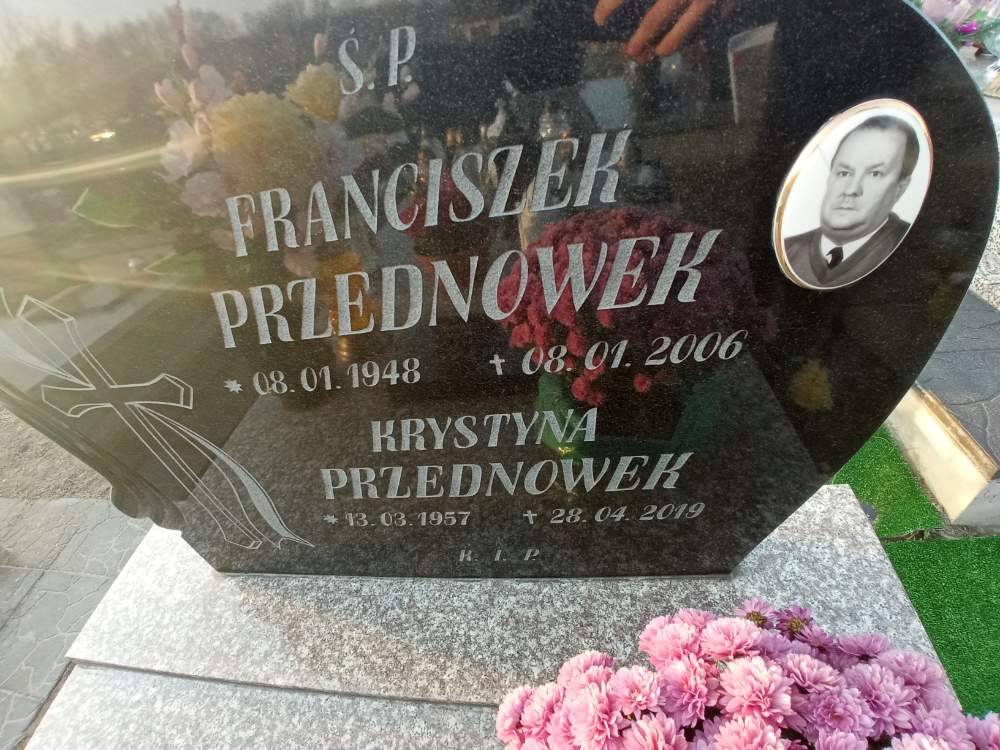 Ś.P.
FRANCISZEK
PRZEDNOWEK
* 08.01.1948 † 08.01.2006
KRYSTYNA
PRZEDNOWEK
* 13.03.1957 † 28.04.2019
R. I. P.